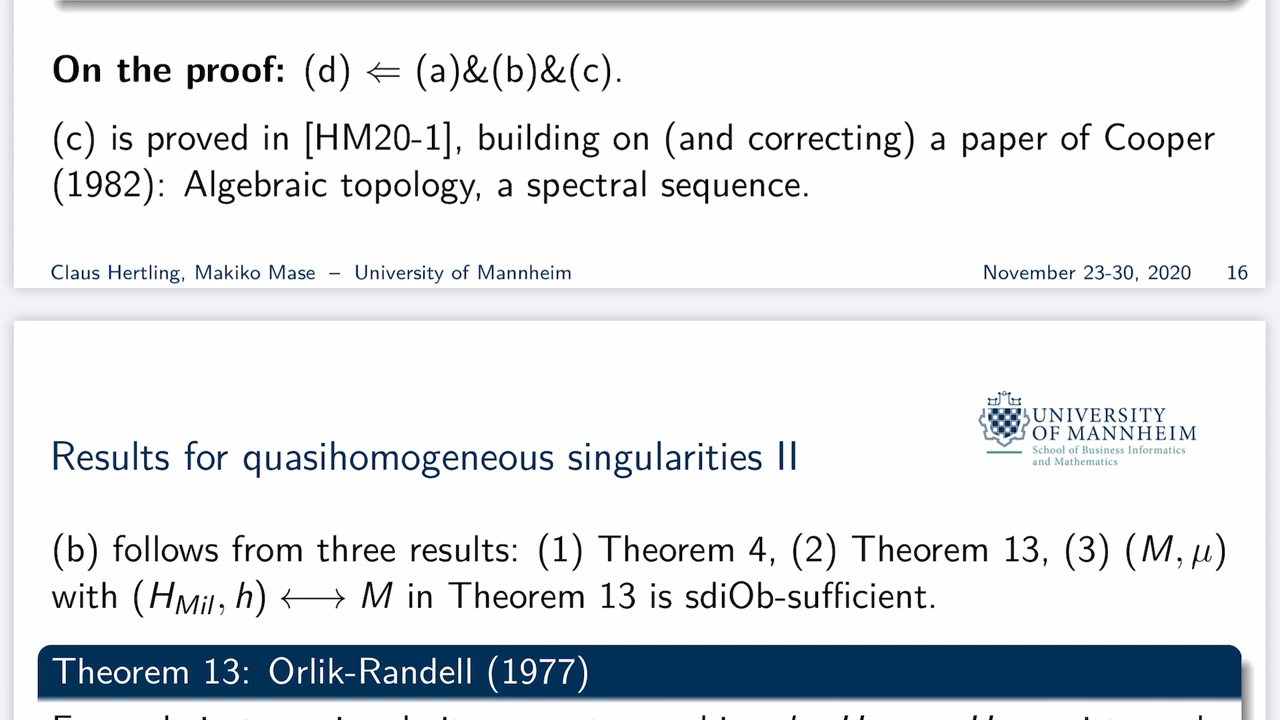 On the proof: (d) ⇐ (a)&(b)&(c).
(c) is proved in [HM20-1], building on (and correcting) a paper of Cooper
(1982): Algebraic topology, a spectral sequence.
Claus Hertling, Makiko Mase – University of Mannheim November 23-30, 2020 16
UNIVERSITY
OF MANNHEIM
School of Business Informatics
and Mathematics
Results for quasihomogeneous singularities II
(b) follows from three results: (1) Theorem 4, (2) Theorem 13, (3) (M, μ)
with (H_Mil, h) ⟷ M in Theorem 13 is sdiOb-sufficient.
Theorem 13: Orlik-Randell (1977)